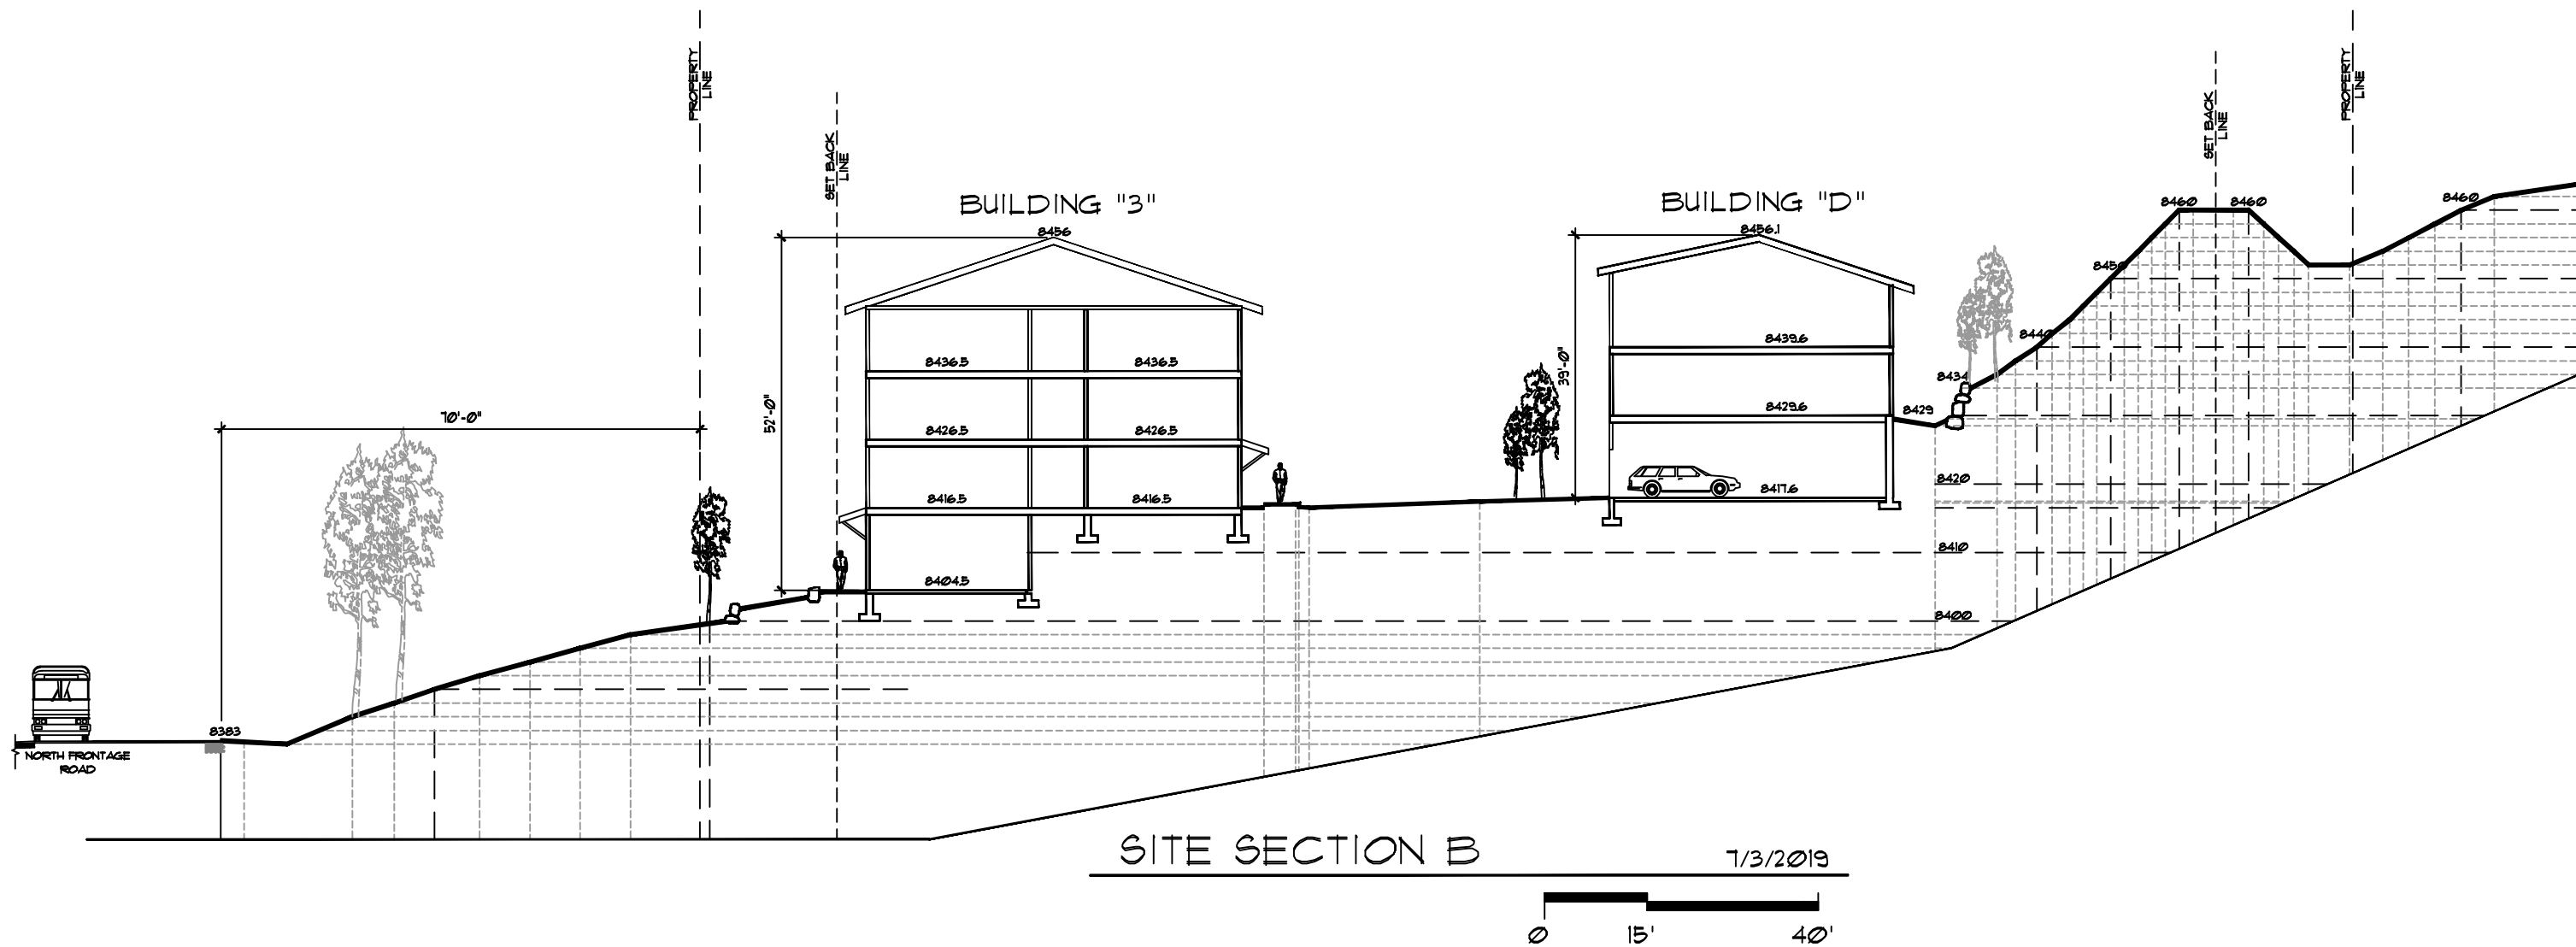 PROPERTY
LINE
SET BACK
LINE
PROPERTY
LINE
SET BACK
LINE
BUILDING "3"
8456
BUILDING "D"
8456.1
8460
8460
8460
8450
8440
8434
8429
8420
8410
8400
52'-0"
39'-0"
70'-0"
8436.5
8436.5
8426.5
8426.5
8416.5
8416.5
8404.5
8439.6
8429.6
8417.6
8383
NORTH FRONTAGE
ROAD
SITE SECTION B
7/3/2019
0 15' 40'